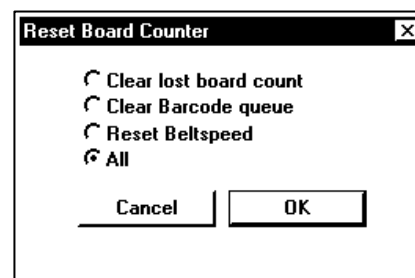 Reset Board Counter
Clear lost board count
Clear Barcode queue
Reset Beltspeed
All
Cancel OK